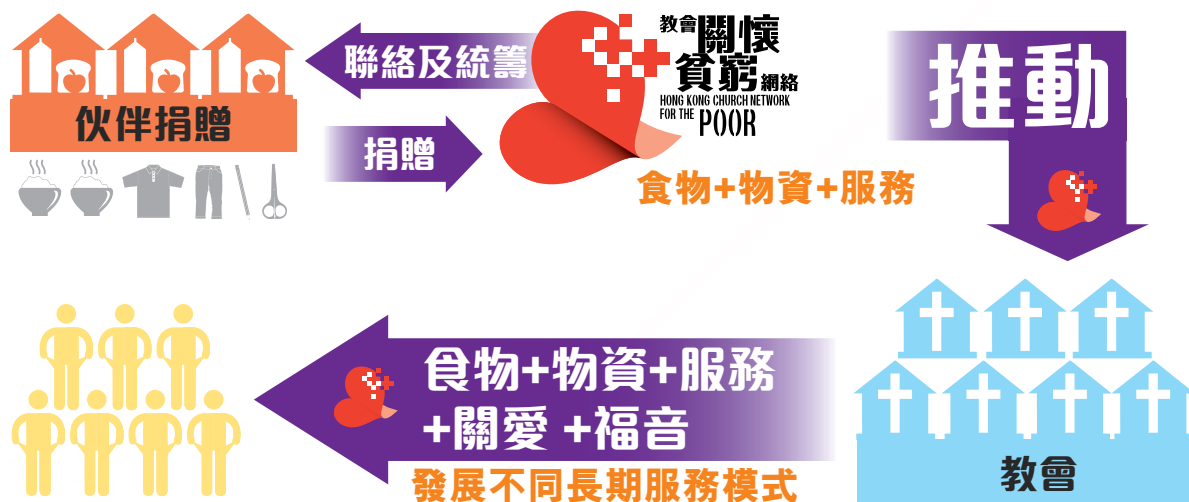 聯絡及統籌
教會關懷
貧窮網絡
HONG KONG CHURCH NETWORK
FOR THE POOR
推動
伙伴捐贈
捐贈
食物+物資+服務
食物+物資+服務
+關愛 +福音
發展不同長期服務模式
教會